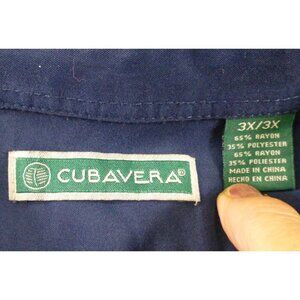 CUBAVERA®
3X/3X
65% RAYON
35% POLYESTER
65% RAYON
35% POLIESTER
MADE IN CHINA
HECHO EN CHINA